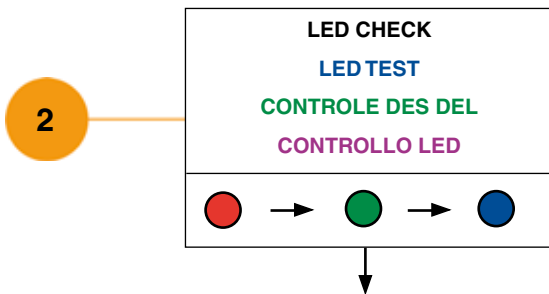 LED CHECK
LED TEST
2
CONTROLE DES DEL
CONTROLLO LED